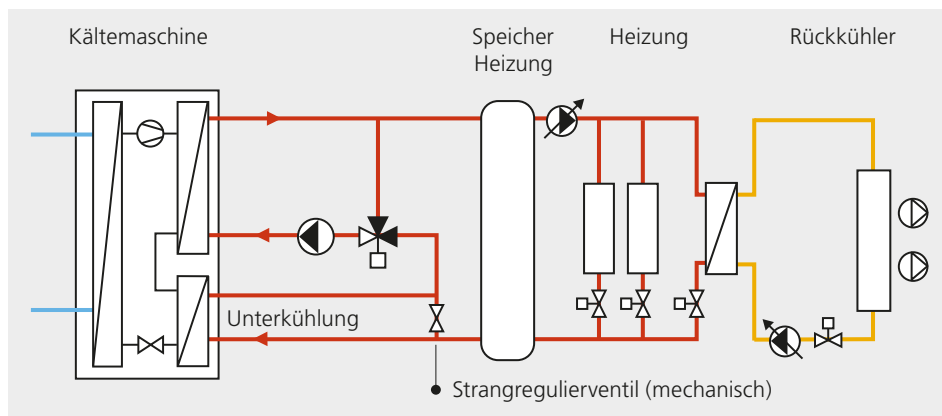 Kältemaschine
Speicher
Heizung
Heizung
Rückkühler
Unterkühlung
Strangregulierventil (mechanisch)